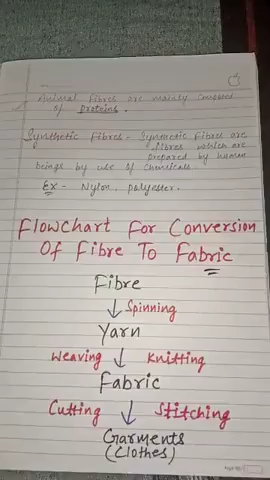 Animal Fibres are mainly composed
of proteins.
Synthetic Fibres - Synthetic Fibres are
fibres which are
prepared by human
beings by use of chemicals.
Ex - Nylon, polyester.
Flowchart For Conversion
Of Fibre To Fabric
Fibre
Spinning
Yarn
Weaving Knitting
Fabric
Cutting Stitching
Garments
(Clothes)